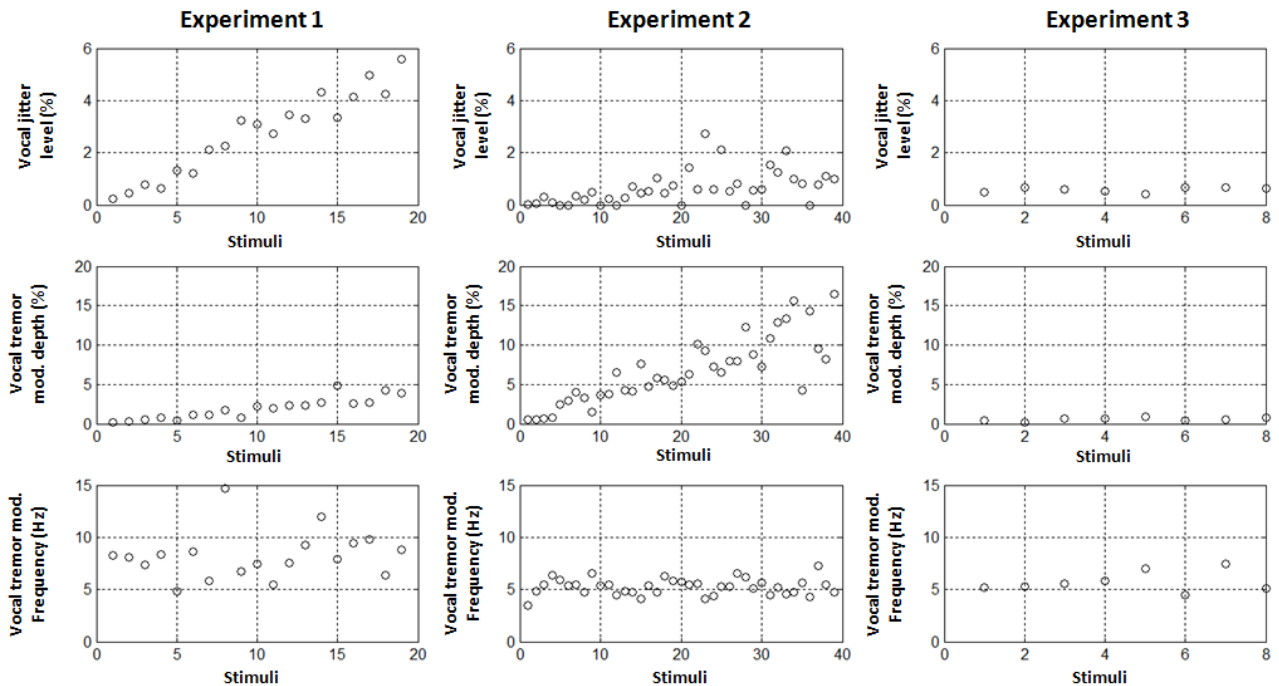 Experiment 1
Experiment 2
Experiment 3
Vocal jitter
level (%)
6
4
2
0
0 5 10 15 20
Stimuli
Vocal jitter
level (%)
6
4
2
0
0 10 20 30 40
Stimuli
Vocal jitter
level (%)
6
4
2
0
0 2 4 6 8
Stimuli
Vocal tremor
mod. depth (%)
20
15
10
5
0
0 5 10 15 20
Stimuli
Vocal tremor
mod. depth (%)
20
15
10
5
0
0 10 20 30 40
Stimuli
Vocal tremor
mod. depth (%)
20
15
10
5
0
0 2 4 6 8
Stimuli
Vocal tremor mod.
Frequency (Hz)
15
10
5
0
0 5 10 15 20
Stimuli
Vocal tremor mod.
Frequency (Hz)
15
10
5
0
0 10 20 30 40
Stimuli
Vocal tremor mod.
Frequency (Hz)
15
10
5
0
0 2 4 6 8
Stimuli